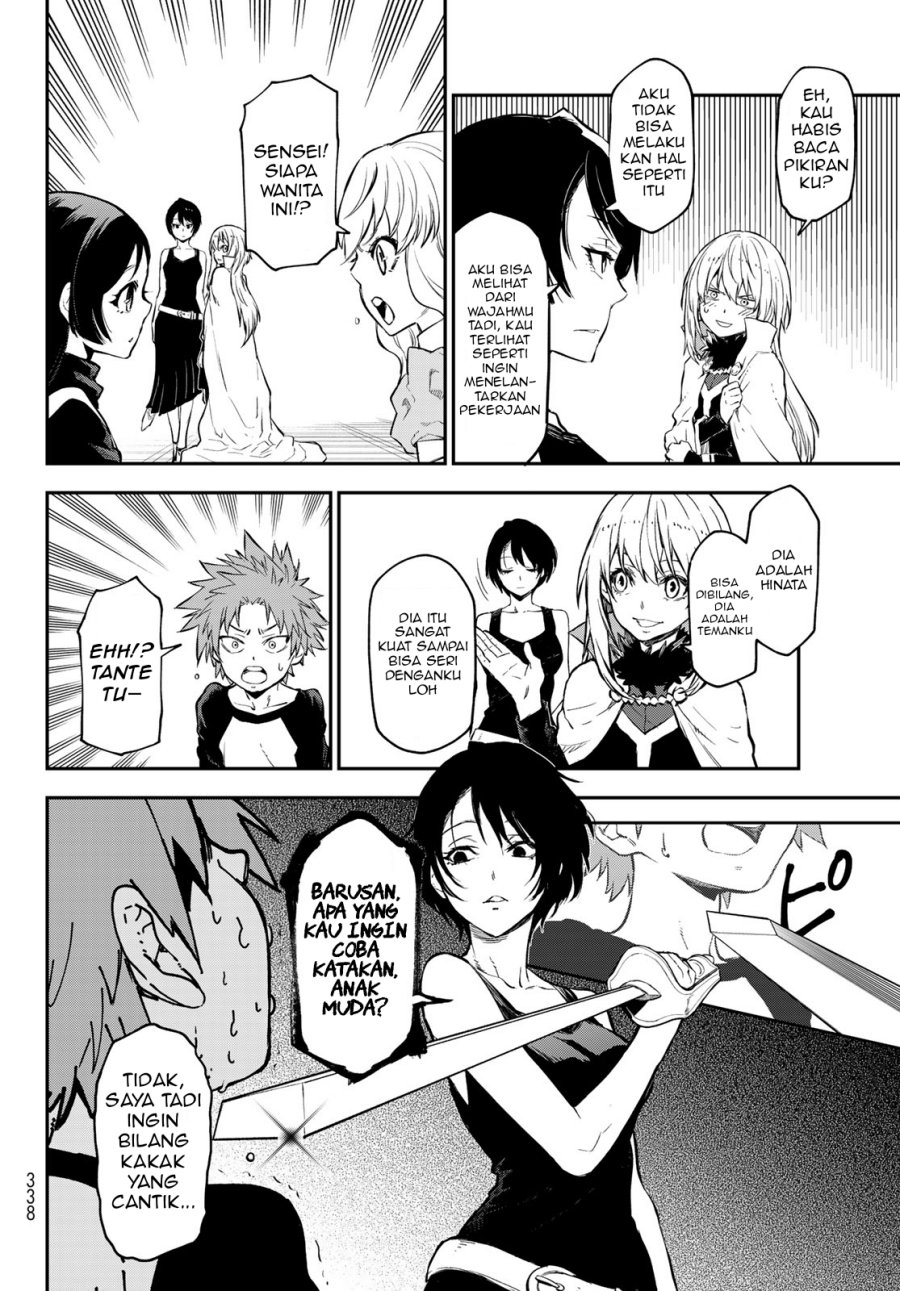 EH,
KAU
HABIS
BACA
PIKIRAN
KU?
AKU
TIDAK
BISA
MELAKU
KAN HAL
SEPERTI
ITU
AKU BISA
MELIHAT
DARI
WAJAHMU
TADI, KAU
TERLIHAT
SEPERTI
INGIN
MENELAN-
TARKAN
PEKERJAAN
SENSEI!
SIAPA
WANITA
INI!?
DIA
ADALAH
HINATA
BISA
DIBILANG,
DIA
ADALAH
TEMANKU
DIA ITU
SANGAT
KUAT SAMPAI
BISA SERI
DENGANKU
LOH
EHH!?
TANTE
TU—
ピ
BARUSAN,
APA YANG
KAU INGIN
COBA
KATAKAN,
ANAK
MUDA?
TIDAK,
SAYA TADI
INGIN
BILANG
KAKAK
YANG
CANTIK...
338